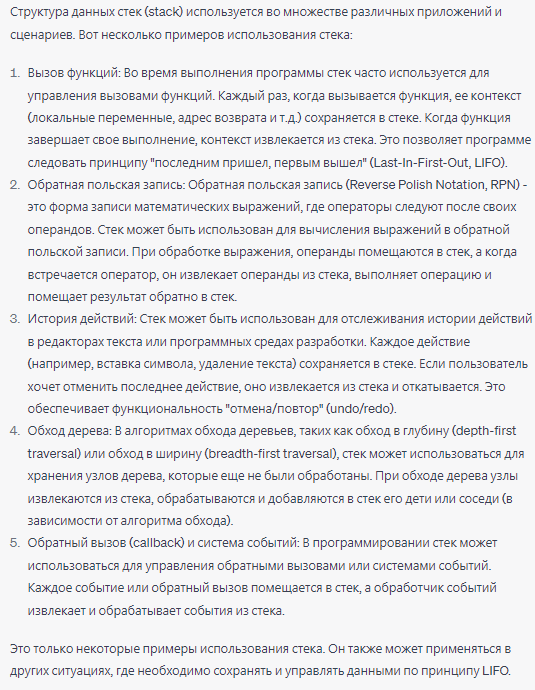 Структура данных стек (stack) используется во множестве различных приложений и
сценариев. Вот несколько примеров использования стека:
1. Вызов функций: Во время выполнения программы стек часто используется для
управления вызовами функций. Каждый раз, когда вызывается функция, ее контекст
(локальные переменные, адрес возврата и т.д.) сохраняется в стеке. Когда функция
завершает свое выполнение, контекст извлекается из стека. Это позволяет программе
следовать принципу "последним пришел, первым вышел" (Last-In-First-Out, LIFO).
2. Обратная польская запись: Обратная польская запись (Reverse Polish Notation, RPN) -
это форма записи математических выражений, где операторы следуют после своих
операндов. Стек может быть использован для вычисления выражений в обратной
польской записи. При обработке выражения, операнды помещаются в стек, а когда
встречается оператор, он извлекает операнды из стека, выполняет операцию и
помещает результат обратно в стек.
3. История действий: Стек может быть использован для отслеживания истории действий
в редакторах текста или программных средах разработки. Каждое действие
(например, вставка символа, удаление текста) сохраняется в стеке. Если пользователь
хочет отменить последнее действие, оно извлекается из стека и откатывается. Это
обеспечивает функциональность "отмена/повтор" (undo/redo).
4. Обход дерева: В алгоритмах обхода деревьев, таких как обход в глубину (depth-first
traversal) или обход в ширину (breadth-first traversal), стек может использоваться для
хранения узлов дерева, которые еще не были обработаны. При обходе дерева узлы
извлекаются из стека, обрабатываются и добавляются в стек его дети или соседи (в
зависимости от алгоритма обхода).
5. Обратный вызов (callback) и система событий: В программировании стек может
использоваться для управления обратными вызовами или системами событий.
Каждое событие или обратный вызов помещается в стек, а обработчик событий
извлекает и обрабатывает события из стека.
Это только некоторые примеры использования стека. Он также может применяться в
других ситуациях, где необходимо сохранять и управлять данными по принципу LIFO.